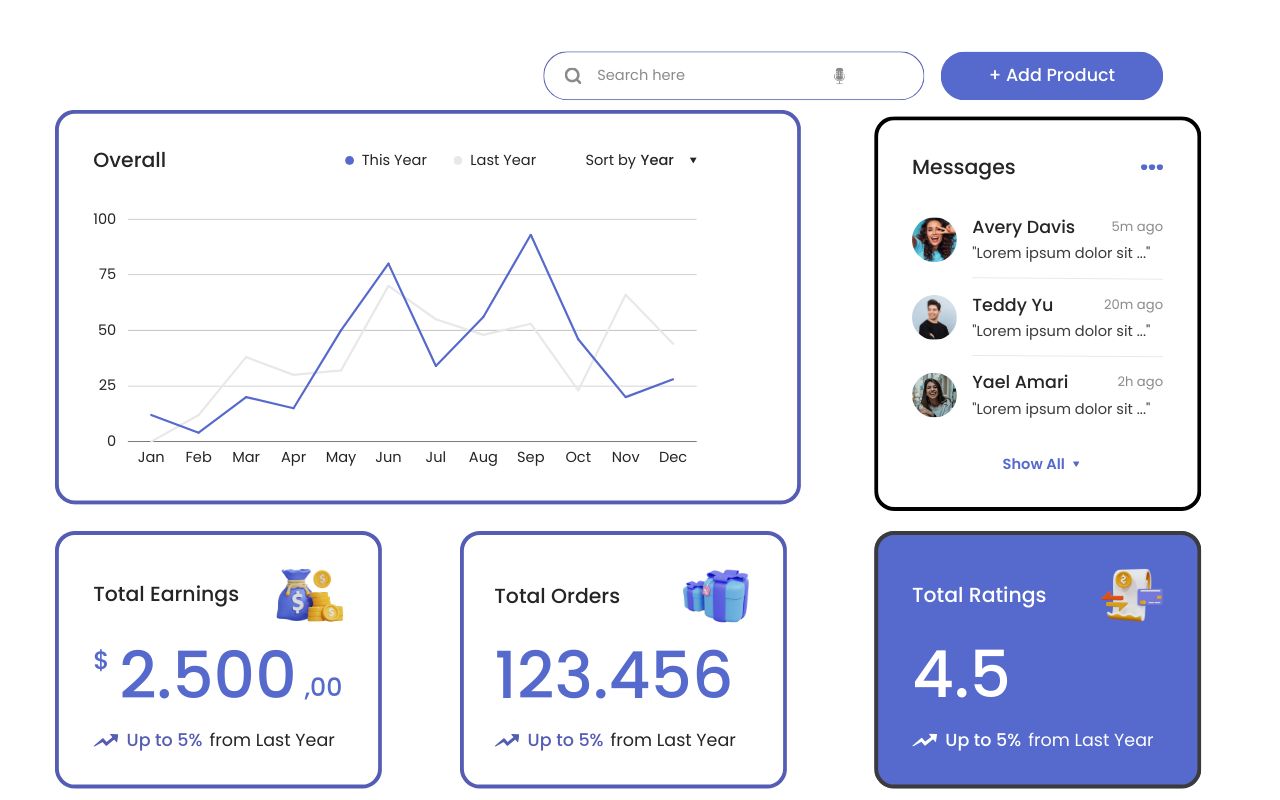 Search here
+ Add Product
Overall
This Year
Last Year
Sort by Year
100
75
50
25
0
Jan Feb Mar Apr May Jun Jul Aug Sep Oct Nov Dec
Messages
Avery Davis 5m ago
"Lorem ipsum dolor sit ..."
Teddy Yu 20m ago
"Lorem ipsum dolor sit ..."
Yael Amari 2h ago
"Lorem ipsum dolor sit ..."
Show All
Total Earnings
$ 2.500 ,00
Up to 5% from Last Year
Total Orders
123.456
Up to 5% from Last Year
Total Ratings
4.5
Up to 5% from Last Year